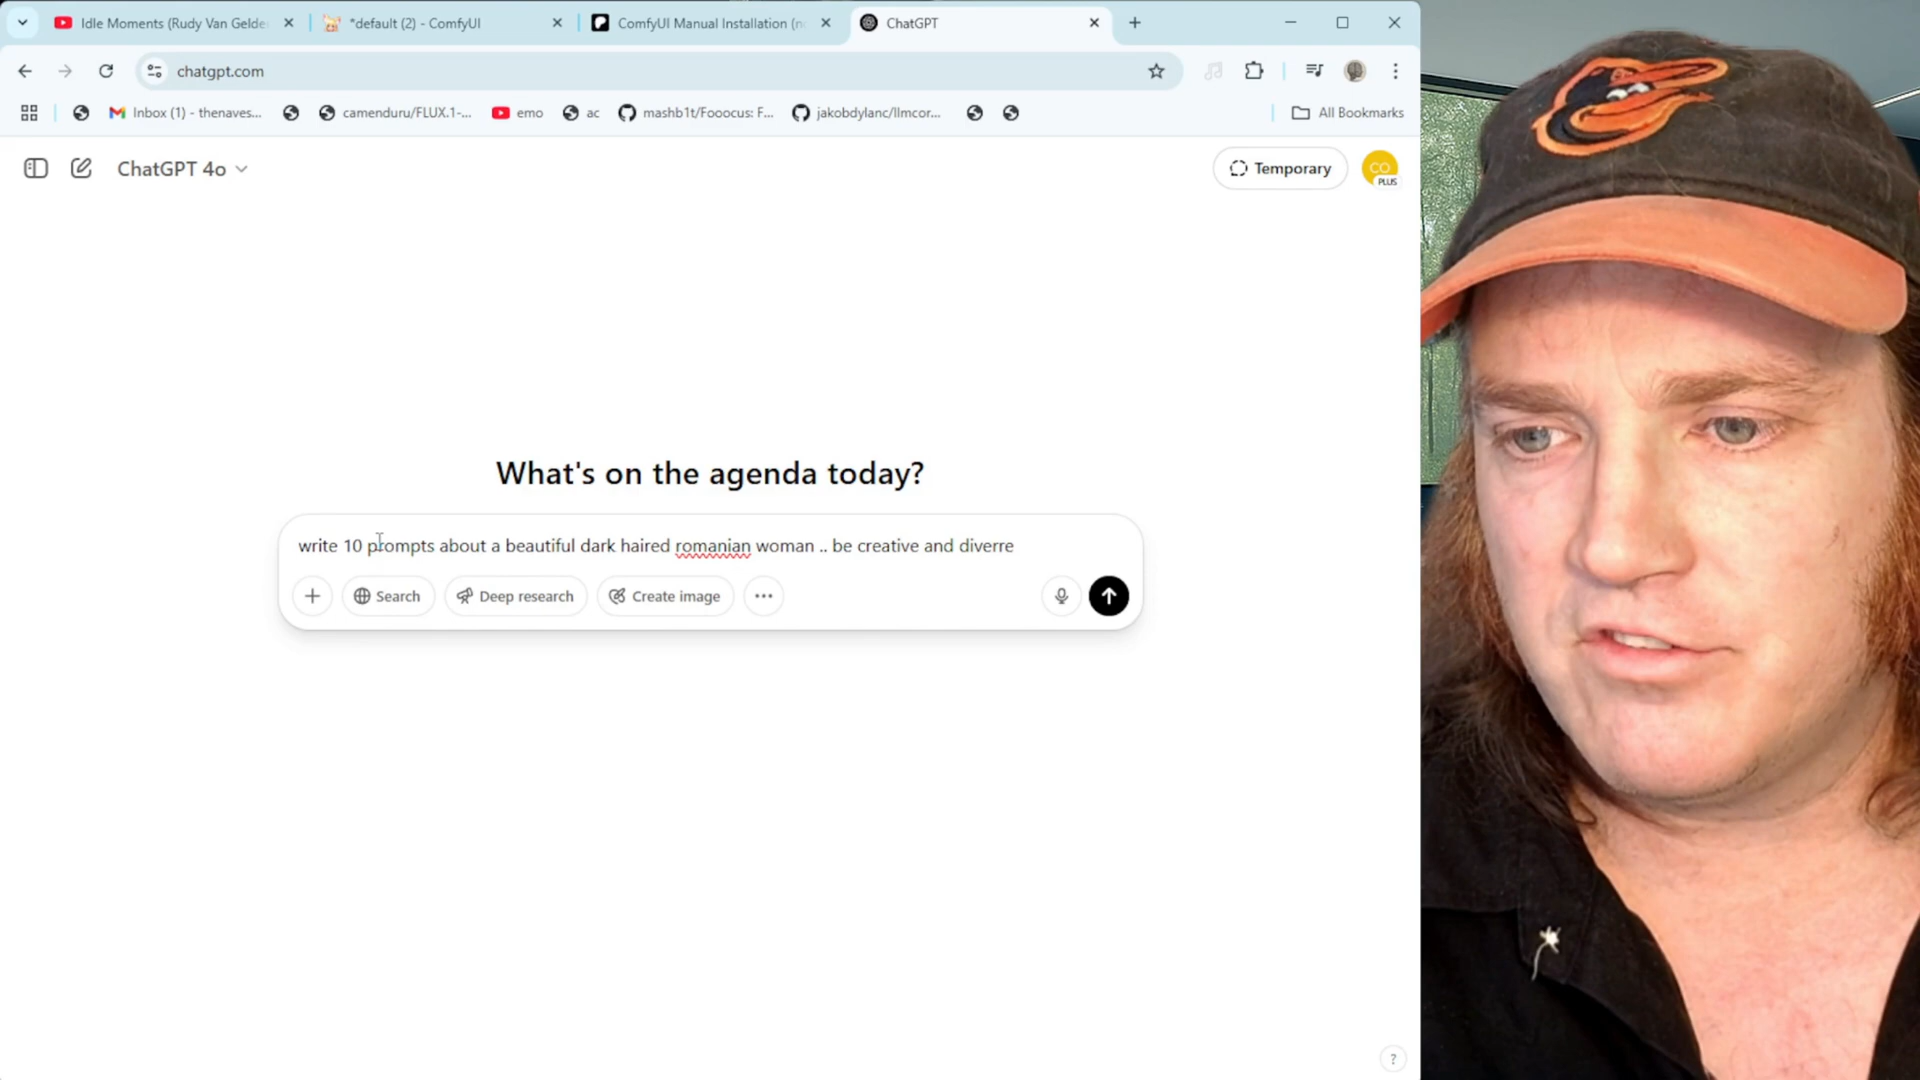 Idle Moments (Rudy Van Gelde
*default (2) - ComfyUI
ComfyUI Manual Installation (n
ChatGPT
chatgpt.com
Inbox (1) - thenaves...
camenduru/FLUX.1-...
emo
ac
mashb1t/Fooocus: F...
jakobdylanc/llmcor...
All Bookmarks
ChatGPT 4o
Temporary
CO
PLUS
What's on the agenda today?
write 10 prompts about a beautiful dark haired romanian woman .. be creative and diverre
Search
Deep research
Create image
?